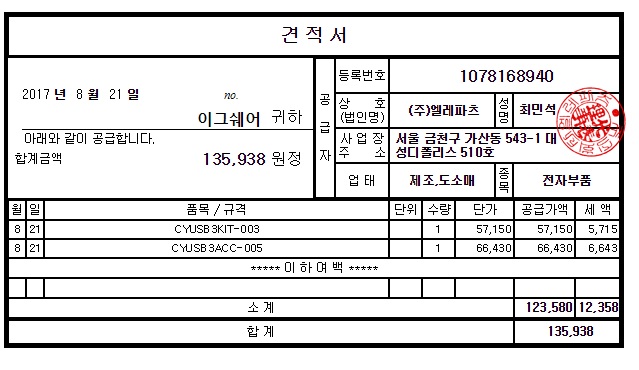 견 적 서
2017 년 8 월 21 일 no.
이그쉐어 귀하
아래와 같이 공급합니다.
합계금액 135,938 원정
공 급 자
등록번호 1078168940
상 호 (법인명) (주)엘레파츠 성명 최민석
사 업 장 주 소 서울 금천구 가산동 543-1 대
성디폴리스 510호
업 태 제조,도소매 종목 전자부품
월 일 품목 / 규격 단위 수량 단가 공급가액 세 액
8 21 CYUSB3KIT-003 1 57,150 57,150 5,715
8 21 CYUSB3ACC-005 1 66,430 66,430 6,643
***** 이 하 여 백 *****
소 계 123,580 12,358
합 계 135,938